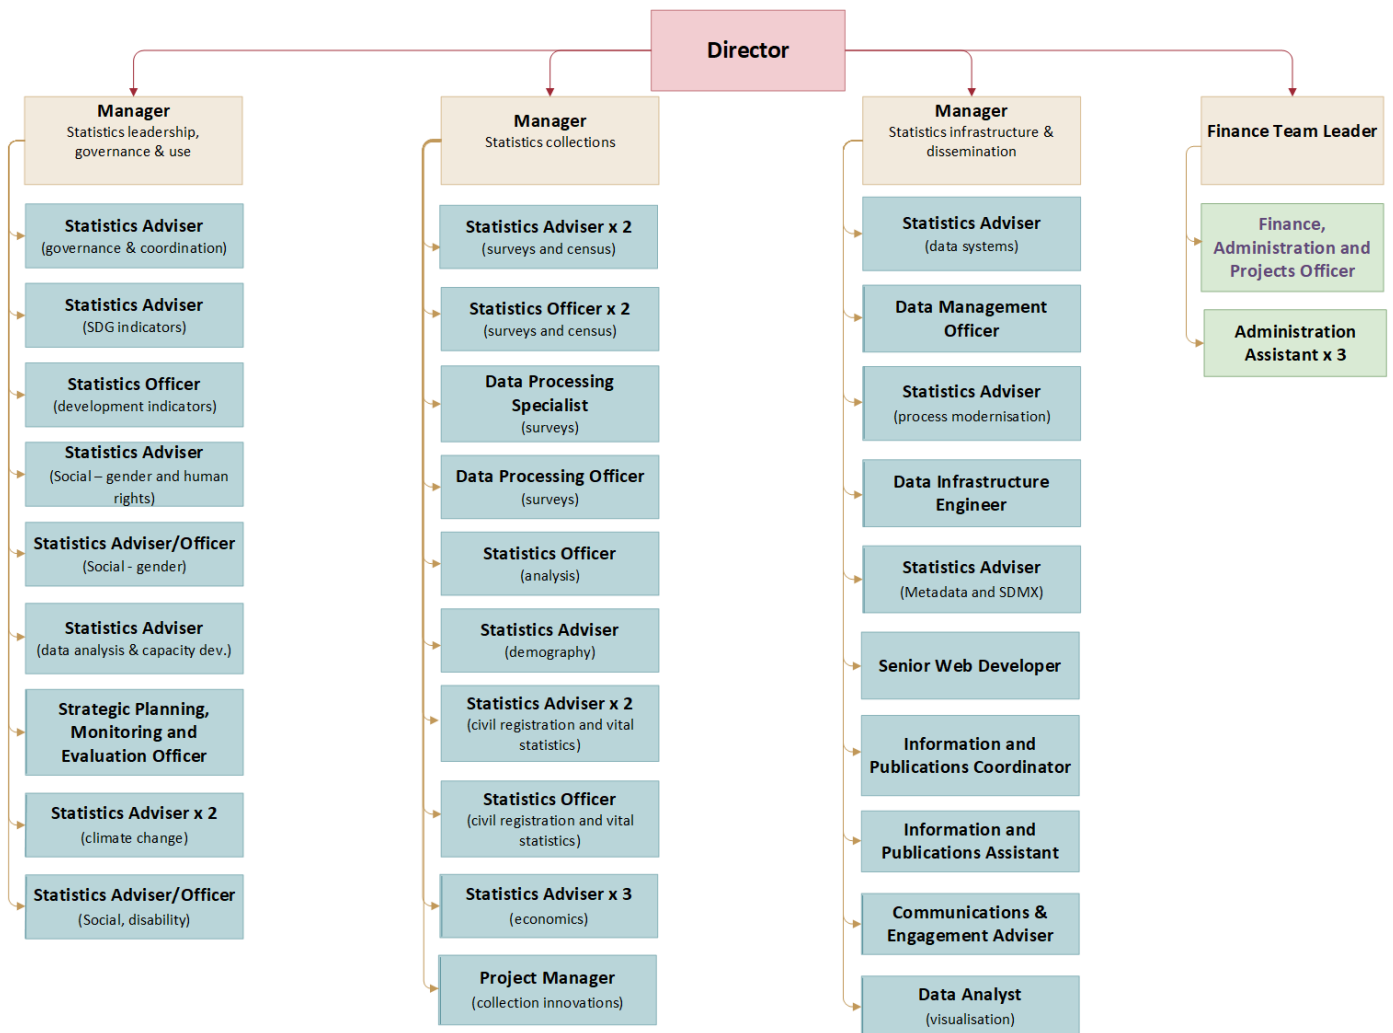 Director
Manager
Statistics leadership,
governance & use
Statistics Adviser
(governance & coordination)
Statistics Adviser
(SDG indicators)
Statistics Officer
(development indicators)
Statistics Adviser
(Social – gender and human
rights)
Statistics Adviser/Officer
(Social - gender)
Statistics Adviser
(data analysis & capacity dev.)
Strategic Planning,
Monitoring and
Evaluation Officer
Statistics Adviser x 2
(climate change)
Statistics Adviser/Officer
(Social, disability)
Manager
Statistics collections
Statistics Adviser x 2
(surveys and census)
Statistics Officer x 2
(surveys and census)
Data Processing
Specialist
(surveys)
Data Processing Officer
(surveys)
Statistics Officer
(analysis)
Statistics Adviser
(demography)
Statistics Adviser x 2
(civil registration and vital
statistics)
Statistics Officer
(civil registration and vital
statistics)
Statistics Adviser x 3
(economics)
Project Manager
(collection innovations)
Manager
Statistics infrastructure &
dissemination
Statistics Adviser
(data systems)
Data Management
Officer
Statistics Adviser
(process modernisation)
Data Infrastructure
Engineer
Statistics Adviser
(Metadata and SDMX)
Senior Web Developer
Information and
Publications Coordinator
Information and
Publications Assistant
Communications &
Engagement Adviser
Data Analyst
(visualisation)
Finance Team Leader
Finance,
Administration and
Projects Officer
Administration
Assistant x 3